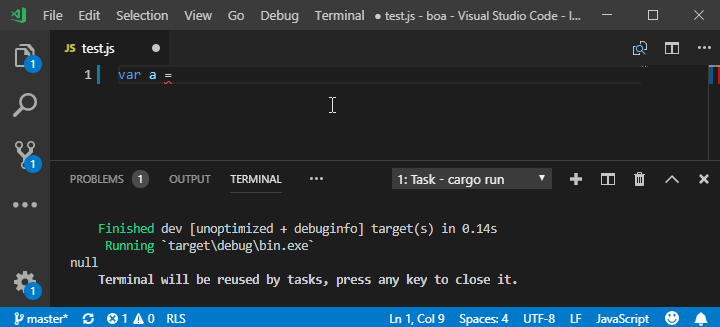 Edit Selection View Go Debug Terminal ● test.js - boa - Visual Studio Code - I...
JS test.js ●
1 var a =
PROBLEMS 1 OUTPUT TERMINAL ••• 1: Task - cargo run
Finished dev [unoptimized + debuginfo] target(s) in 0.14s
Running `target\debug\bin.exe`
null
Terminal will be reused by tasks, press any key to close it.
1
1
1
master* 1 0 RLS Ln 1, Col 9 Spaces: 4 UTF-8 LF JavaScript 1